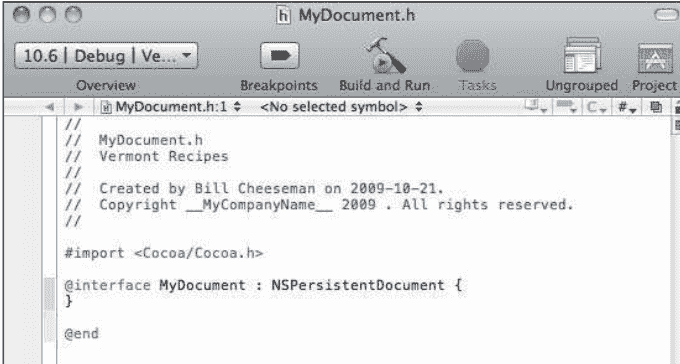 MyDocument.h
10.6 | Debug | Ve...
Overview
Breakpoints
Build and Run
Tasks
Ungrouped
Project
MyDocument.h:1
<No selected symbol>
C
#
//
//  MyDocument.h
//  Vermont Recipes
//
//  Created by Bill Cheeseman on 2009-10-21.
//  Copyright __MyCompanyName__ 2009 . All rights reserved.
//
#import <Cocoa/Cocoa.h>
@interface MyDocument : NSPersistentDocument {
}
@end